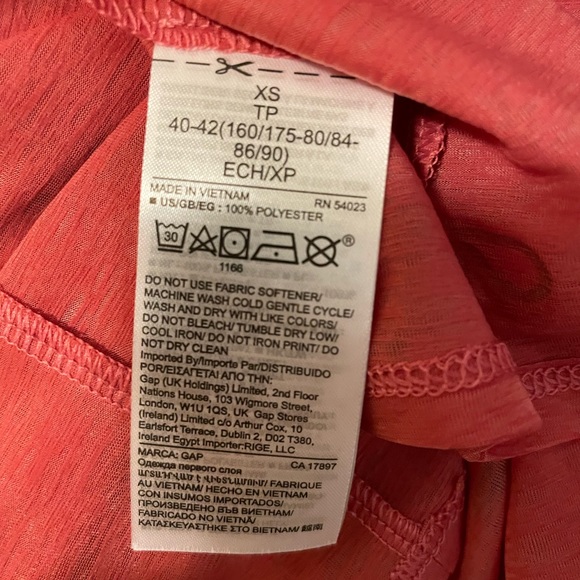 XS
TP
40-42(160/175-80/84-
86/90)
ECH/XP
MADE IN VIETNAM RN 54023
US/GB/EG : 100% POLYESTER
30 ®
1166
DO NOT USE FABRIC SOFTENER/
MACHINE WASH COLD GENTLE CYCLE/
WASH AND DRY WITH LIKE COLORS/
DO NOT BLEACH/ TUMBLE DRY LOW/
COOL IRON/ DO NOT IRON PRINT/ DO
NOT DRY CLEAN
Imported By/Importe Par/DISTRIBUIDO
POR/ΕΙΣΑΓΕΤΑΙ ΑΠΟ ΤΗΝ:
Gap (UK Holdings) Limited, 2nd Floor
Nations House, 103 Wigmore Street,
London, W1U 1QS, UK Gap Stores
(Ireland) Limited c/o Arthur Cox, 10
Earlsfort Terrace, Dublin 2, D02 T380,
Ireland Egypt Importer:RIGE, LLC
MARCA: GAP CA 17897
Одежда первого слоя
AU VIETNAM/ HECHO EN VIETNAM
CON INSUMOS IMPORTADOS/
ПРОИЗВЕДЕНО ВЪВ ВИЕТНАМ/
FABRICADO NO VIETNÃ/
ΚΑΤΑΣΚΕΥΑΣΤΗΚΕ ΣΤΟ ΒΙΕΤΝΑΜ/